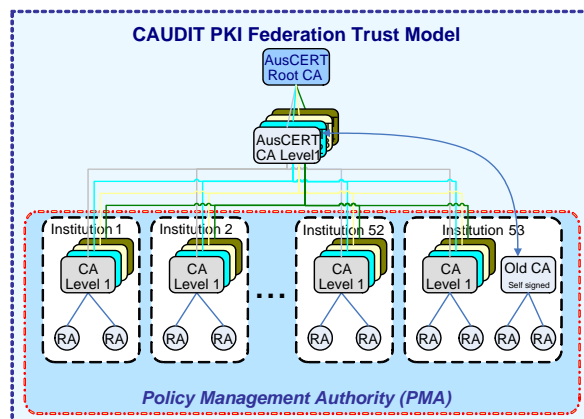 CAUDIT PKI Federation Trust Model
AusCERT
Root CA
AusCERT
CA Level1
Institution 1
Institution 2
Institution 52
Institution 53
CA
Level 1
CA
Level 1
CA
Level 1
CA
Level 1
Old CA
Self signed
...
RA
RA
RA
RA
RA
RA
RA
RA
RA
RA
Policy Management Authority (PMA)